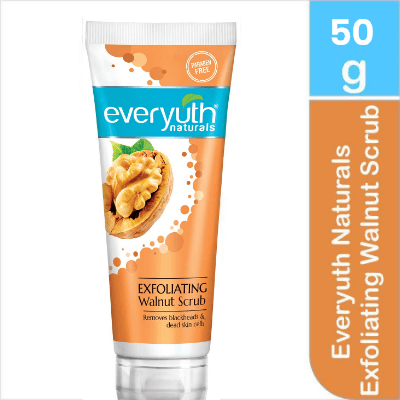 PARABEN
FREE
everyuth®
naturals
EXFOLIATING
Walnut Scrub
Removes blackheads &
dead skin cells
50
g
Everyuth Naturals
Exfoliating Walnut Scrub